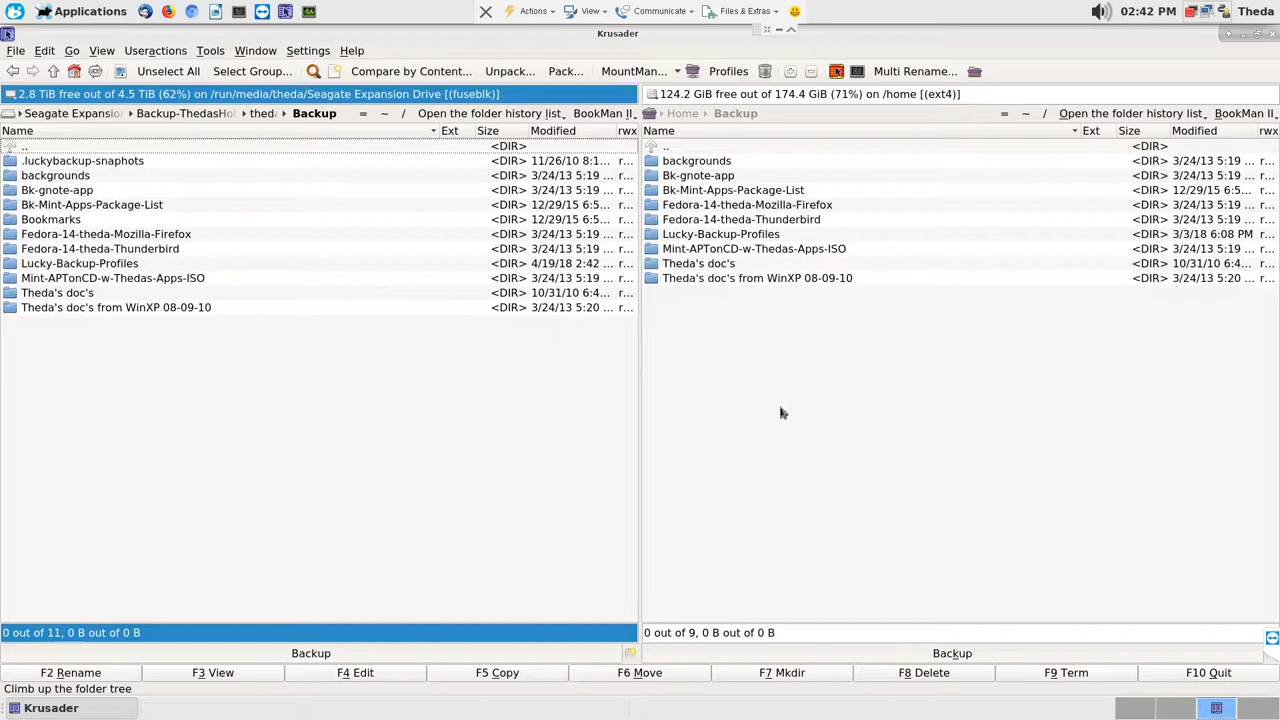 Applications Actions View Communicate Files & Extras 02:42 PM Theda
Krusader
File Edit Go View Useractions Tools Window Settings Help
Unselect All Select Group... Compare by Content... Unpack... Pack... MountMan... Profiles Multi Rename...
2.8 TiB free out of 4.5 TiB (62%) on /run/media/theda/Seagate Expansion Drive [(fuseblk)]
Seagate Expansio › Backup-ThedasHot › theda › Backup = ~ / Open the folder history list. BookMan II.
Name Ext Size Modified rwx
.. <DIR>
.luckybackup-snaphots <DIR> 11/26/10 8:1... r...
backgrounds <DIR> 3/24/13 5:19 ... r...
Bk-gnote-app <DIR> 3/24/13 5:19 ... r...
Bk-Mint-Apps-Package-List <DIR> 12/29/15 6:5... r...
Bookmarks <DIR> 12/29/15 6:5... r...
Fedora-14-theda-Mozilla-Firefox <DIR> 3/24/13 5:19 ... r...
Fedora-14-theda-Thunderbird <DIR> 3/24/13 5:19 ... r...
Lucky-Backup-Profiles <DIR> 4/19/18 2:42 ... r...
Mint-APTonCD-w-Thedas-Apps-ISO <DIR> 3/24/13 5:19 ... r...
Theda's doc's <DIR> 10/31/10 6:4... r...
Theda's doc's from WinXP 08-09-10 <DIR> 3/24/13 5:20 ... r...
0 out of 11, 0 B out of 0 B
Backup
124.2 GiB free out of 174.4 GiB (71%) on /home [(ext4)]
Home › Backup = ~ / Open the folder history list. BookMan II.
Name Ext Size Modified rwx
.. <DIR>
backgrounds <DIR> 3/24/13 5:19 ... r...
Bk-gnote-app <DIR> 3/24/13 5:19 ... r...
Bk-Mint-Apps-Package-List <DIR> 12/29/15 6:5... r...
Fedora-14-theda-Mozilla-Firefox <DIR> 3/24/13 5:19 ... r...
Fedora-14-theda-Thunderbird <DIR> 3/24/13 5:19 ... r...
Lucky-Backup-Profiles <DIR> 3/3/18 6:08 PM r...
Mint-APTonCD-w-Thedas-Apps-ISO <DIR> 3/24/13 5:19 ... r...
Theda's doc's <DIR> 10/31/10 6:4... r...
Theda's doc's from WinXP 08-09-10 <DIR> 3/24/13 5:20 ... r...
0 out of 9, 0 B out of 0 B
Backup
F2 Rename F3 View F4 Edit F5 Copy F6 Move F7 Mkdir F8 Delete F9 Term F10 Quit
Climb up the folder tree
Krusader